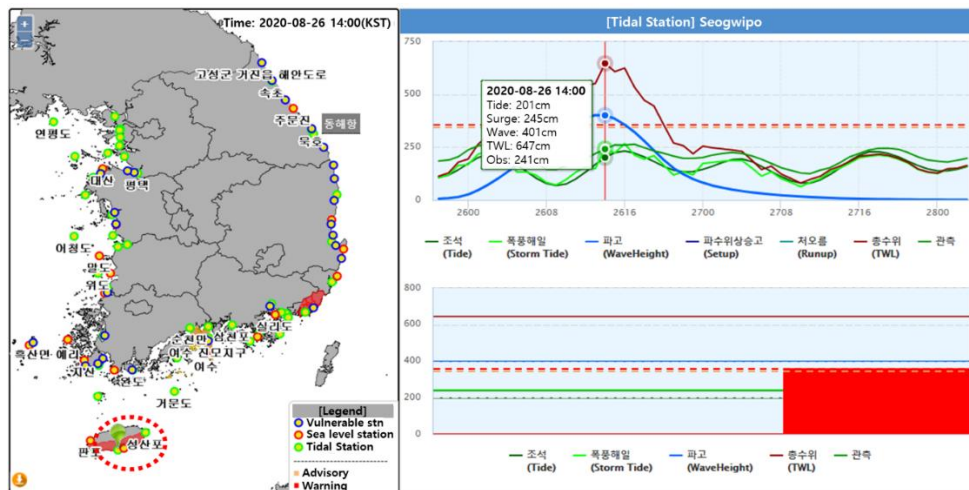 +
−
Time: 2020-08-26 14:00(KST)
고성군 거진읍 해안도로
속초
주문진
동해항
묵호
연평도
대산
평택
어청도
말도
위도
흑산면 예리
지산
완도
순천만
삼천포
실리도
여수 진모지구
여수
거문도
판포
성산포
[Legend]
Vulnerable stn
Sea level station
Tidal Station
Advisory
Warning
[Tidal Station] Seogwipo
750
500
250
0
2020-08-26 14:00
Tide: 201cm
Surge: 245cm
Wave: 401cm
TWL: 647cm
Obs: 241cm
2600
2608
2616
2700
2708
2716
2800
조석
(Tide)
폭풍해일
(Storm Tide)
파고
(WaveHeight)
파수위상승고
(Setup)
처오름
(Runup)
총수위
(TWL)
관측
800
600
400
200
0
조석
(Tide)
폭풍해일
(Storm Tide)
파고
(WaveHeight)
총수위
(TWL)
관측